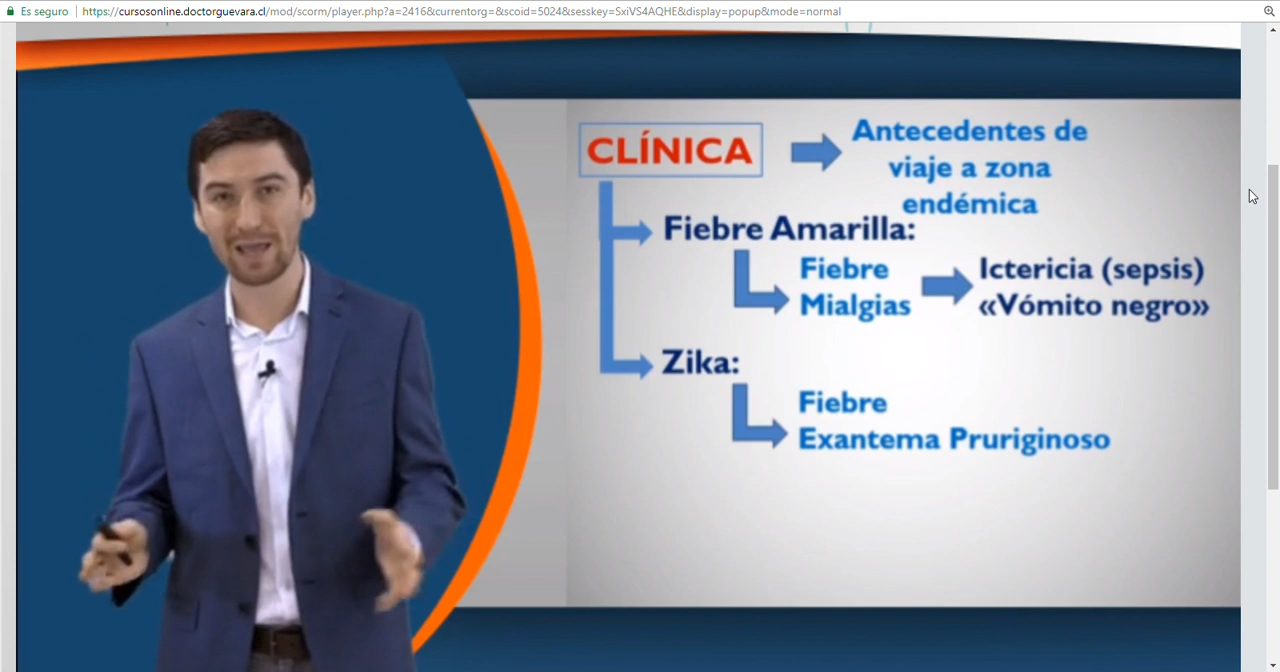 Es seguro
https://cursosonline.doctorguevara.cl/mod/scorm/player.php?a=2416&currentorg=&scoid=5024&sesskey=SxiVS4AQHE&display=popup&mode=normal
CLÍNICA
Antecedentes de
viaje a zona
endémica
Fiebre Amarilla:
Fiebre
Mialgias
Ictericia (sepsis)
«Vómito negro»
Zika:
Fiebre
Exantema Pruriginoso